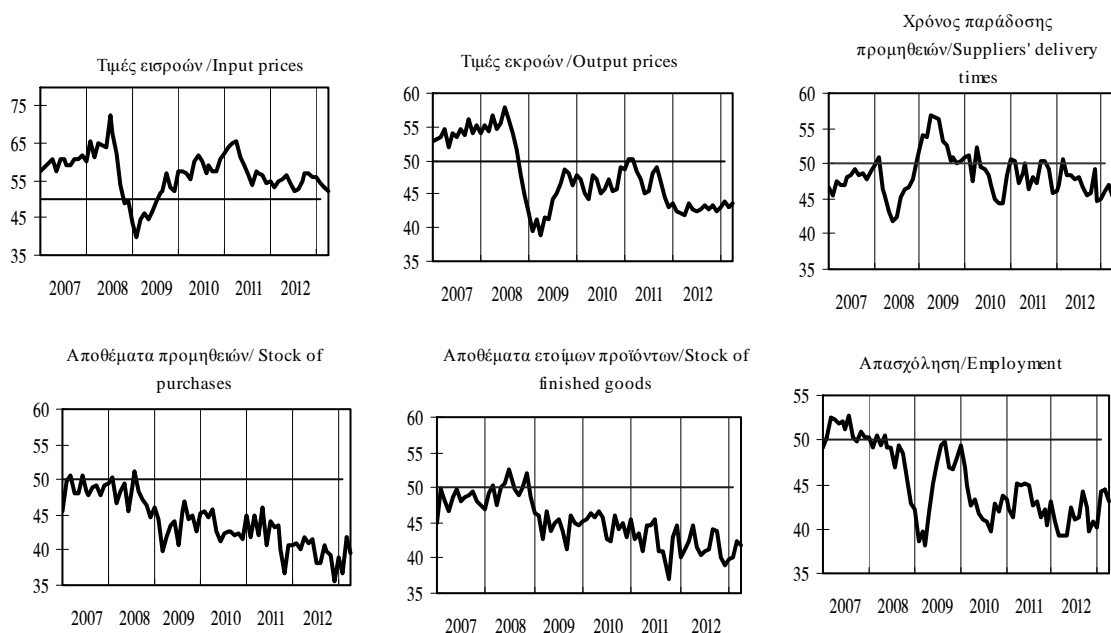 Τιμές εισροών /Input prices
75
65
55
45
35
2007 2008 2009 2010 2011 2012
Τιμές εκροών /Output prices
60
55
50
45
40
35
2007 2008 2009 2010 2011 2012
Χρόνος παράδοσης
προμηθειών/Suppliers' delivery
times
60
55
50
45
40
35
2007 2008 2009 2010 2011 2012
Αποθέματα προμηθειών/ Stock of
purchases
60
55
50
45
40
35
2007 2008 2009 2010 2011 2012
Αποθέματα ετοίμων προϊόντων/Stock of
finished goods
60
55
50
45
40
35
2007 2008 2009 2010 2011 2012
Απασχόληση/Employment
55
50
45
40
35
2007 2008 2009 2010 2011 2012